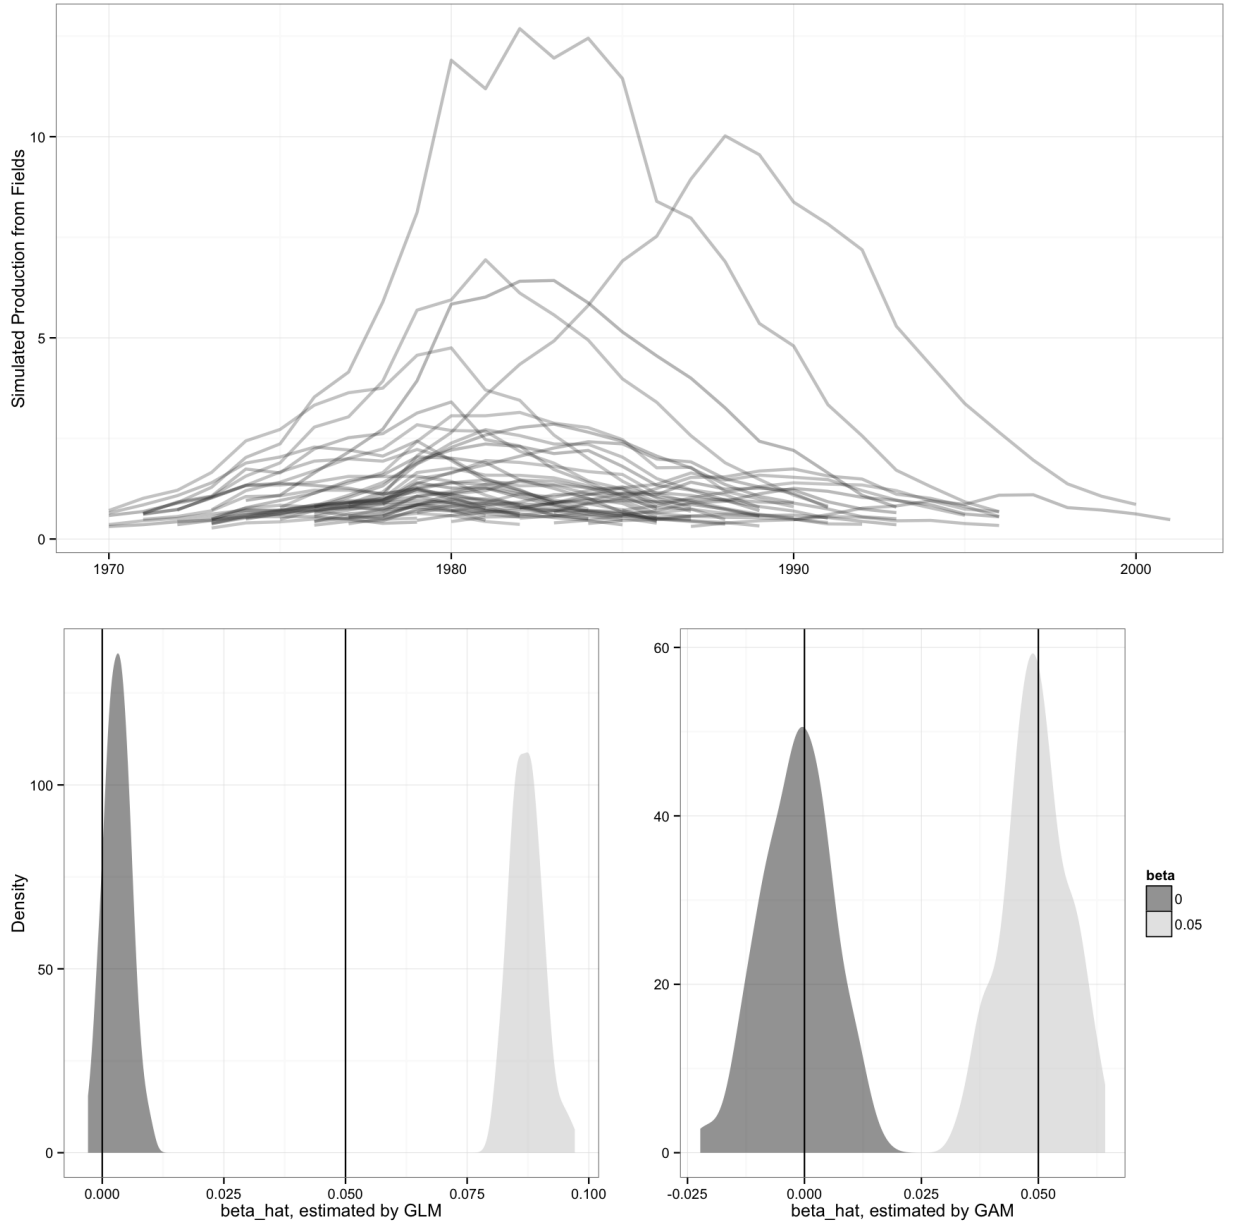 Simulated Production from Fields
10
5
0
1970 1980 1990 2000
Density
100
50
0
0.000 0.025 0.050 0.075 0.100
beta_hat, estimated by GLM
60
40
20
0
-0.025 0.000 0.025 0.050
beta_hat, estimated by GAM
beta
0
0.05